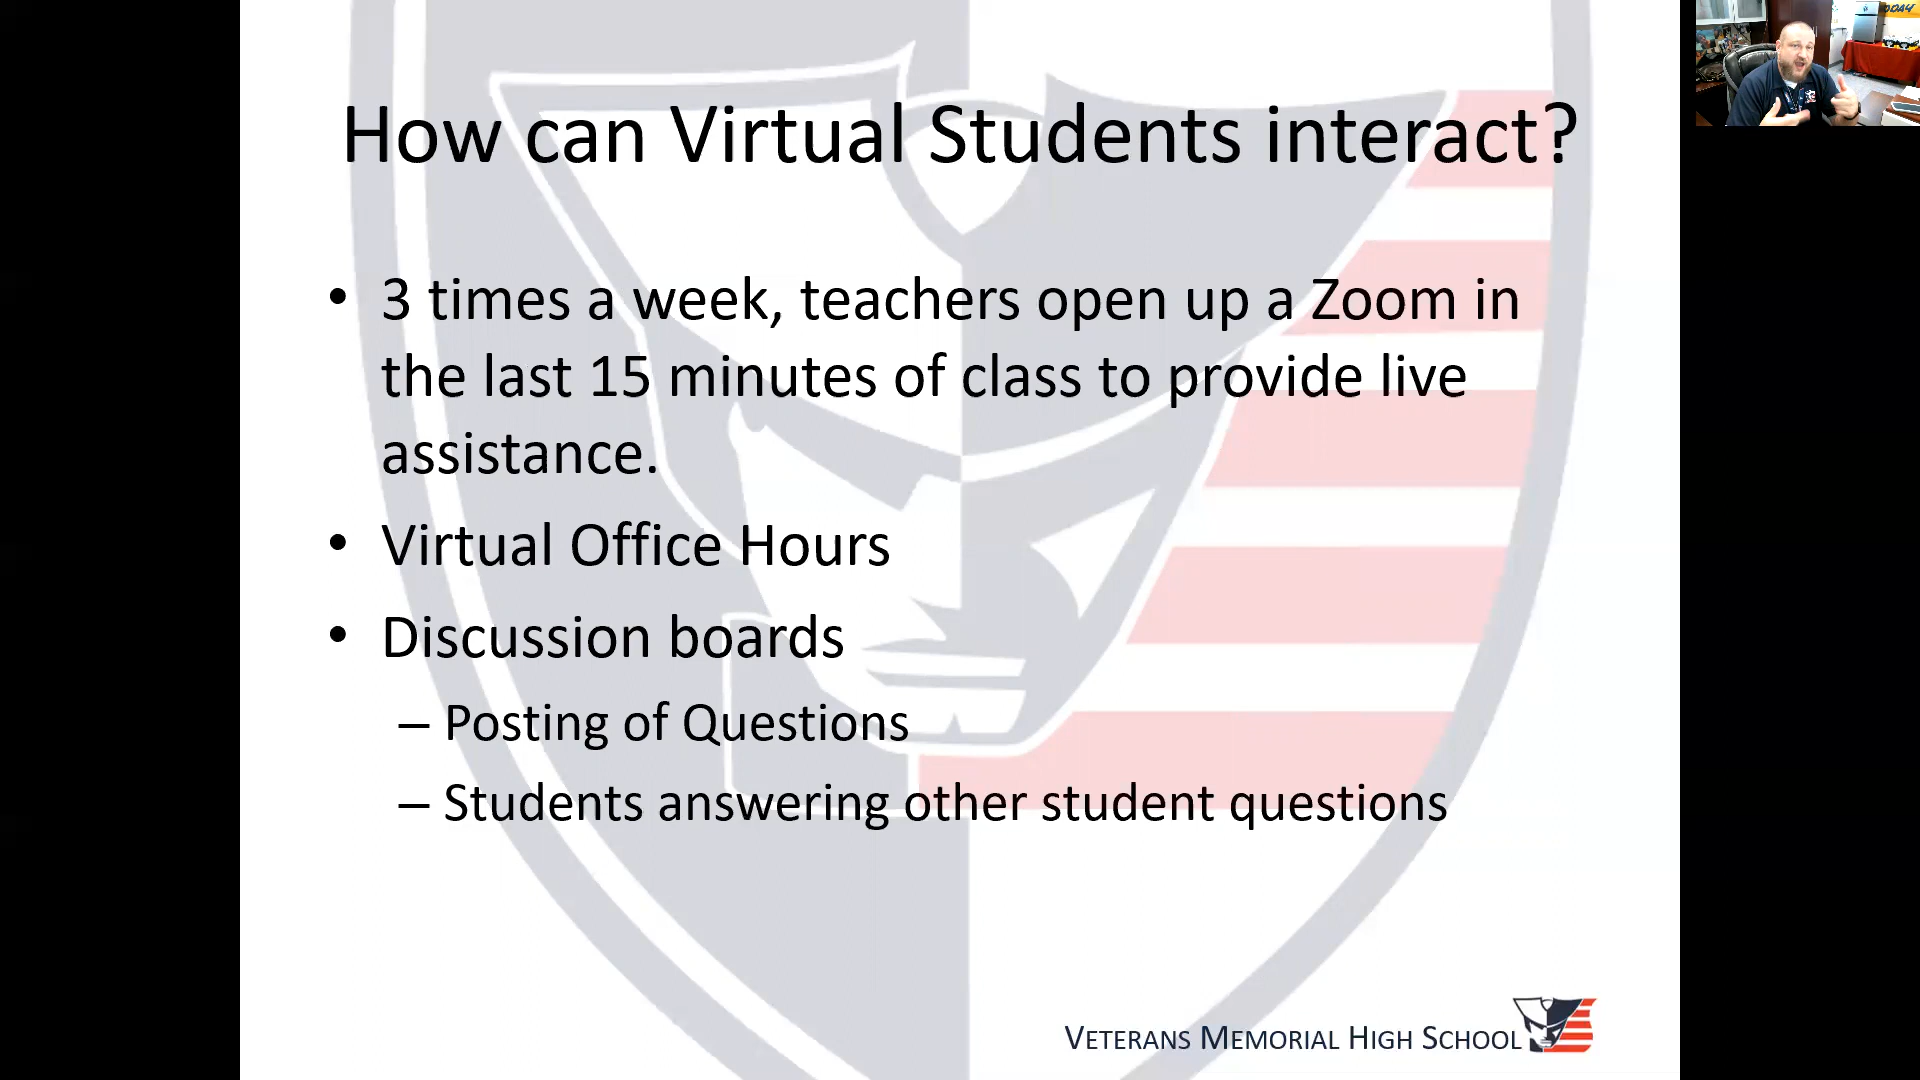 How can Virtual Students interact?
• 3 times a week, teachers open up a Zoom in
the last 15 minutes of class to provide live
assistance.
• Virtual Office Hours
• Discussion boards
– Posting of Questions
– Students answering other student questions
VETERANS MEMORIAL HIGH SCHOOL